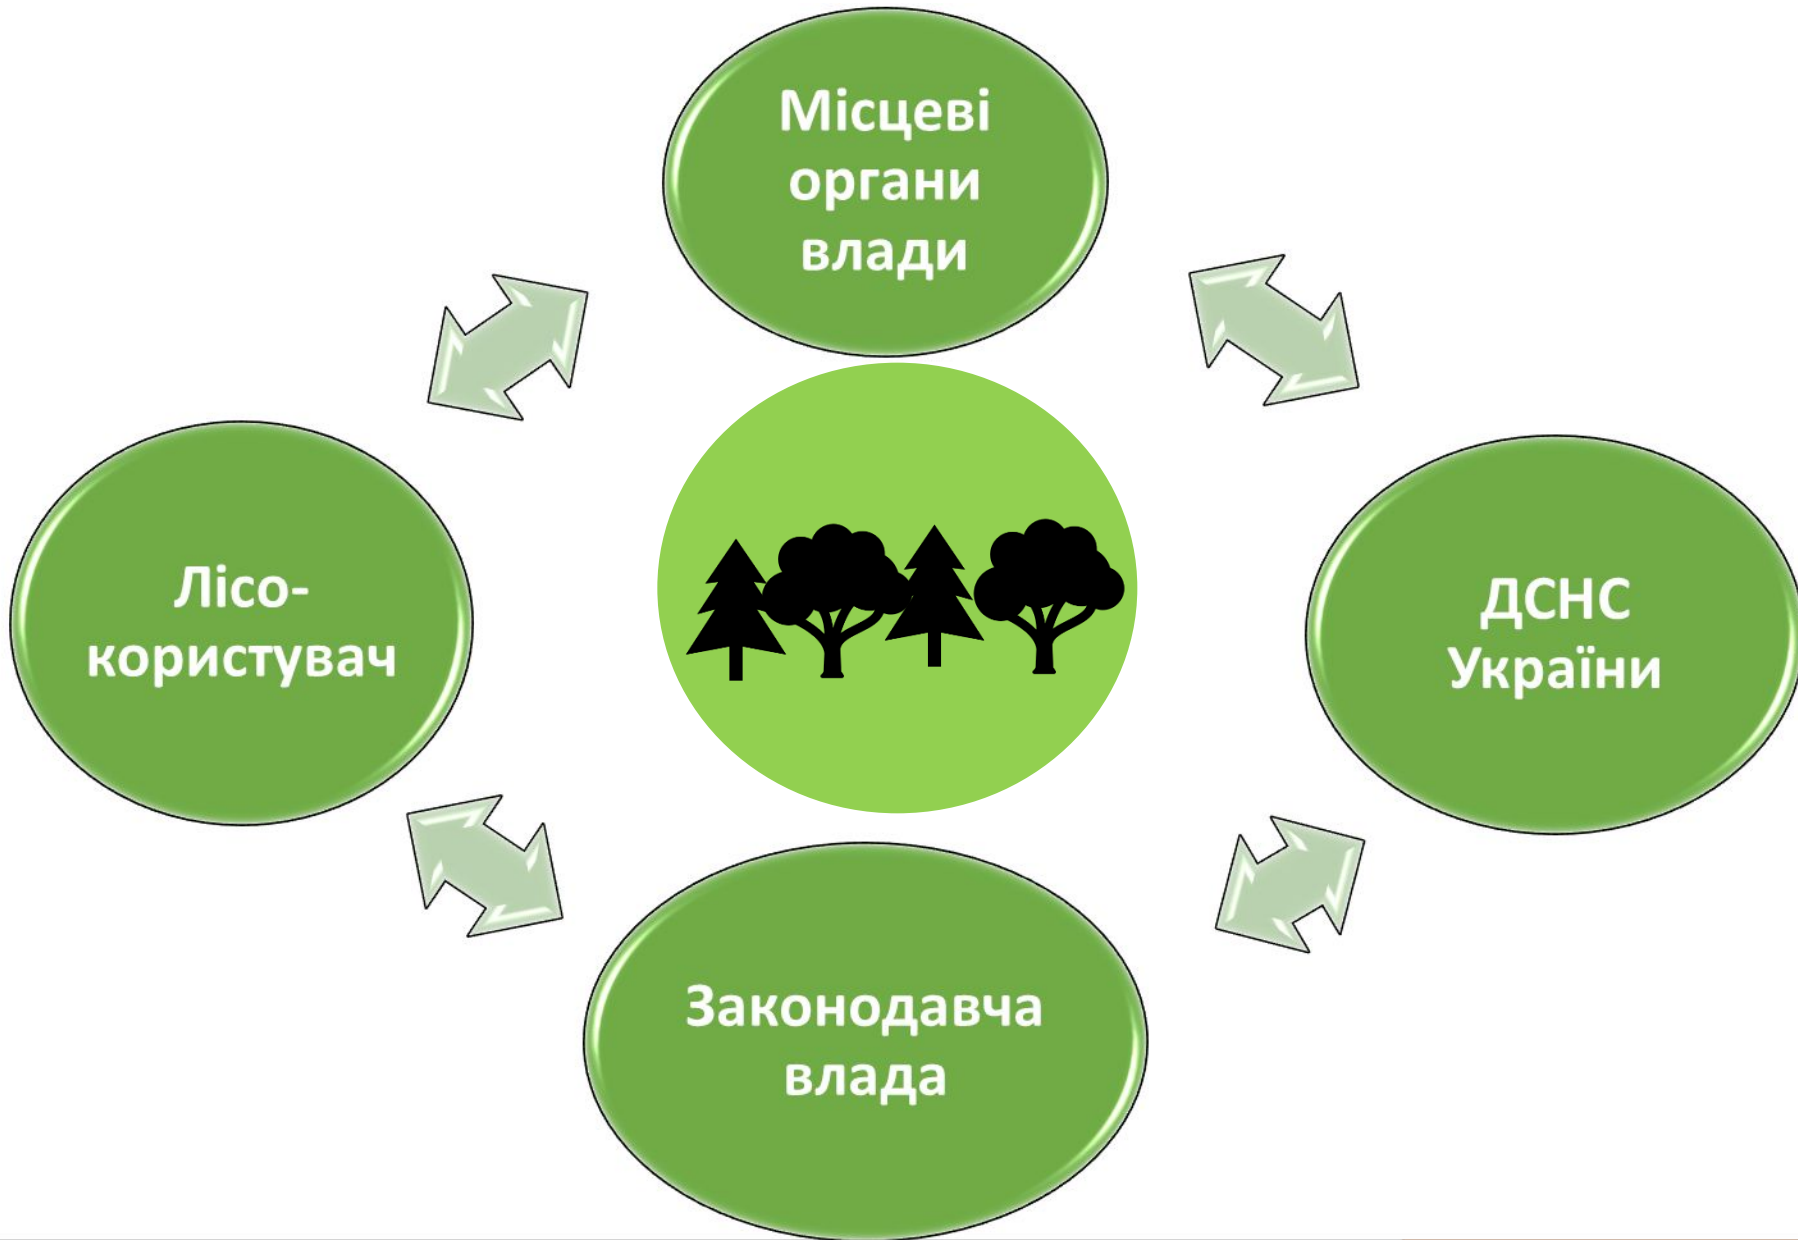 Місцеві
органи
влади
Лісо-
користувач
ДСНС
України
Законодавча
влада